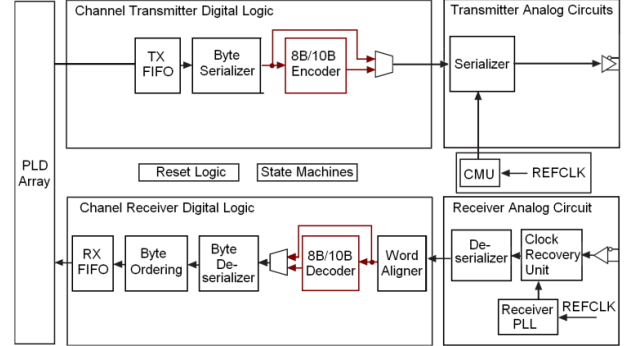 Channel Transmitter Digital Logic
Transmitter Analog Circuits
TX
FIFO
Byte
Serializer
8B/10B
Encoder
Serializer
PLD
Array
Reset Logic
State Machines
CMU
REFCLK
Chanel Receiver Digital Logic
Receiver Analog Circuit
RX
FIFO
Byte
Ordering
Byte
De-
serializer
8B/10B
Decoder
Word
Aligner
De-
serializer
Clock
Recovery
Unit
Receiver
PLL
REFCLK